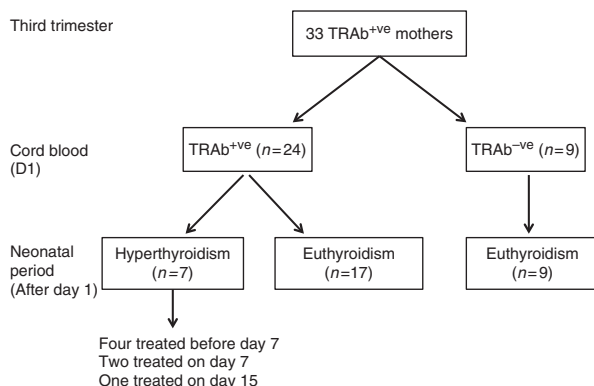 Third trimester
33 TRAb+ve mothers
Cord blood
(D1)
TRAb+ve (n=24)
TRAb−ve (n=9)
Neonatal
period
(After day 1)
Hyperthyroidism
(n=7)
Euthyroidism
(n=17)
Euthyroidism
(n=9)
Four treated before day 7
Two treated on day 7
One treated on day 15